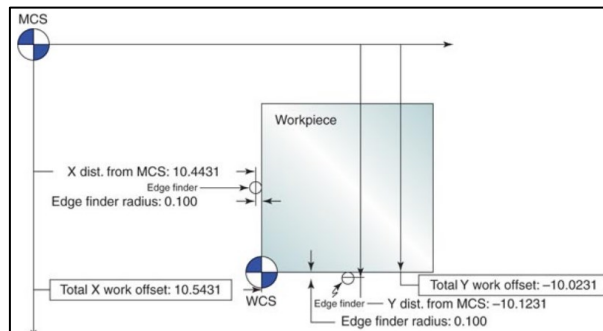 MCS
Workpiece
X dist. from MCS: 10.4431
Edge finder
Edge finder radius: 0.100
Total X work offset: 10.5431
WCS
Total Y work offset: –10.0231
Edge finder
Y dist. from MCS: –10.1231
Edge finder radius: 0.100